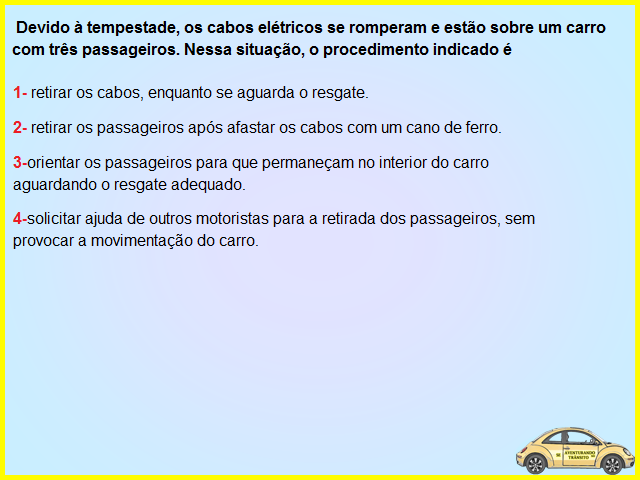 Devido à tempestade, os cabos elétricos se romperam e estão sobre um carro
com três passageiros. Nessa situação, o procedimento indicado é
1- retirar os cabos, enquanto se aguarda o resgate.
2- retirar os passageiros após afastar os cabos com um cano de ferro.
3-orientar os passageiros para que permaneçam no interior do carro
aguardando o resgate adequado.
4-solicitar ajuda de outros motoristas para a retirada dos passageiros, sem
provocar a movimentação do carro.
AVENTURANDO
TRÂNSITO